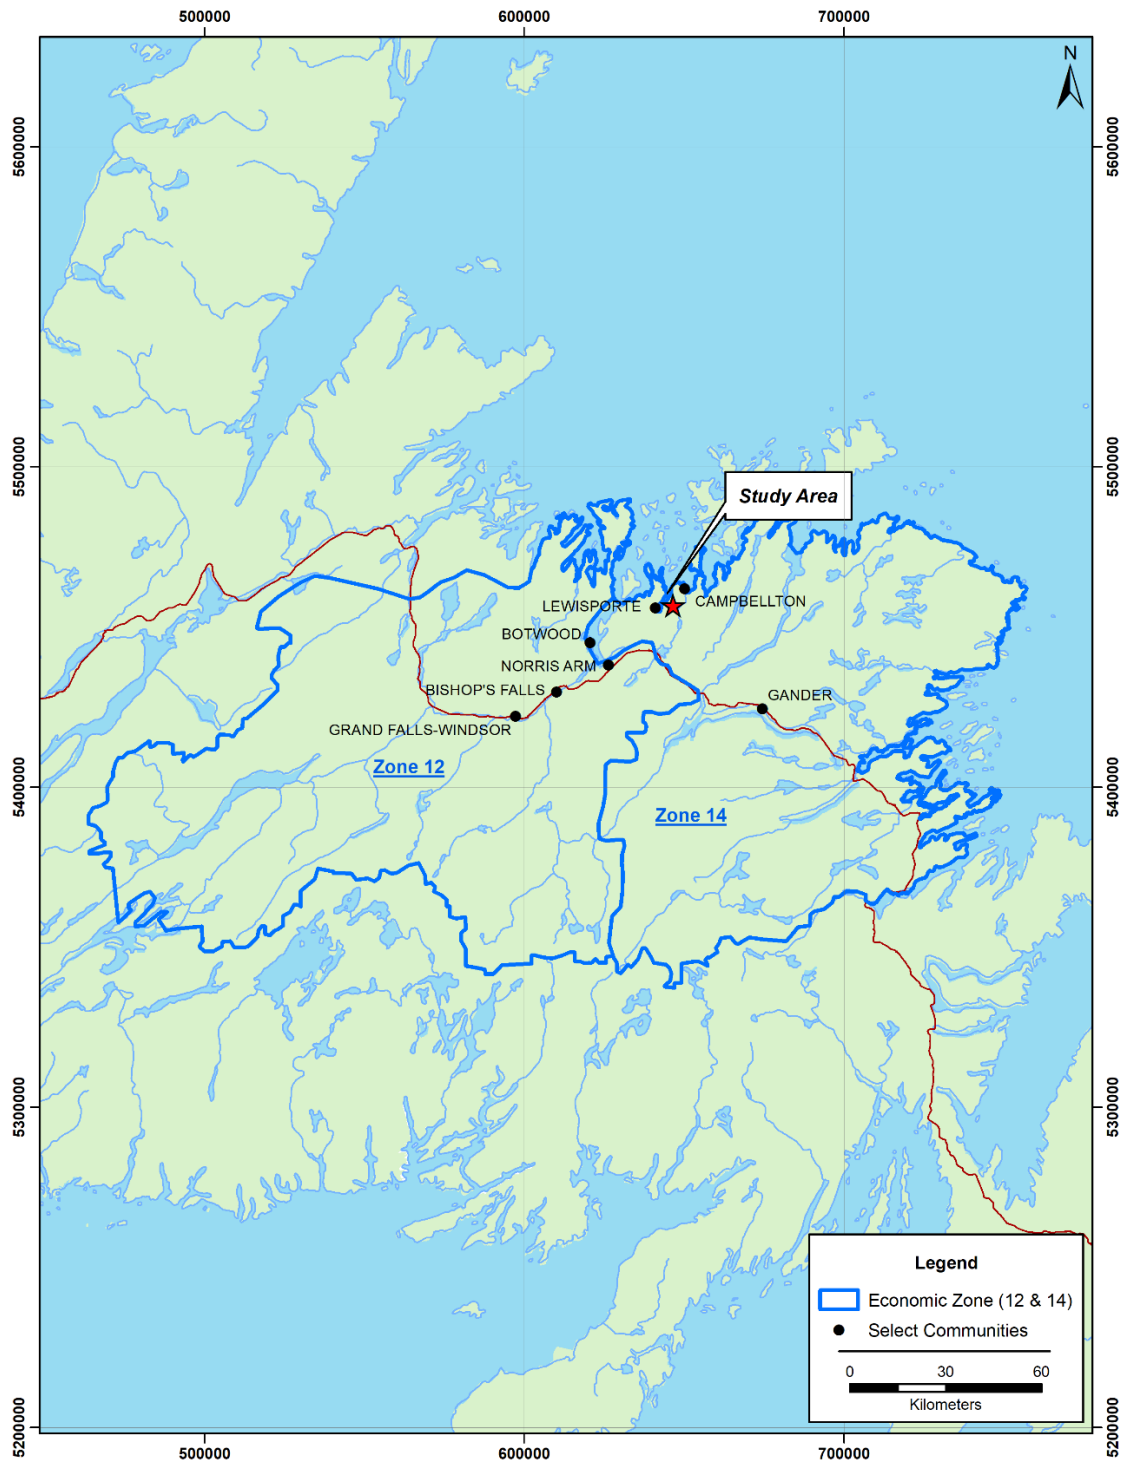 500000
600000
700000
N
5600000
5600000
5500000
5500000
Study Area
LEWISPORTE
CAMPBELLTON
BOTWOOD
NORRIS ARM
BISHOP'S FALLS
GANDER
GRAND FALLS-WINDSOR
Zone 12
5400000
5400000
Zone 14
5300000
5300000
Legend
Economic Zone (12 & 14)
Select Communities
0 30 60
Kilometers
5200000
5200000
500000
600000
700000